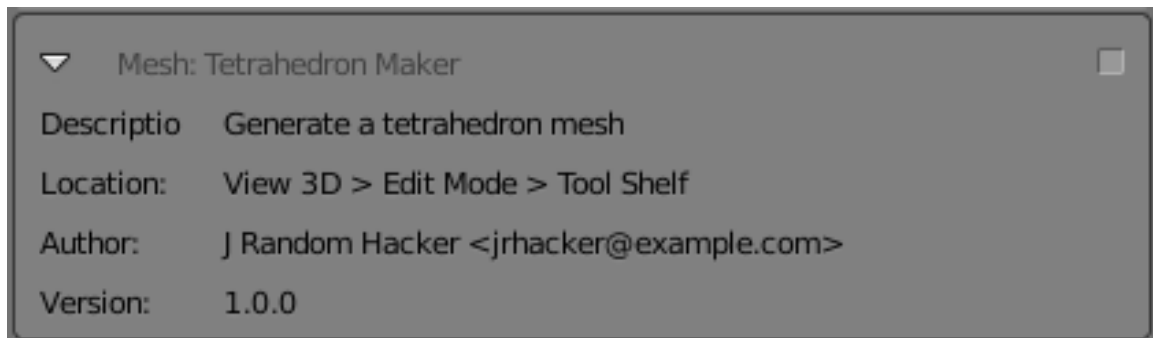 Mesh: Tetrahedron Maker
Descriptio Generate a tetrahedron mesh
Location: View 3D > Edit Mode > Tool Shelf
Author: J Random Hacker <jrhacker@example.com>
Version: 1.0.0